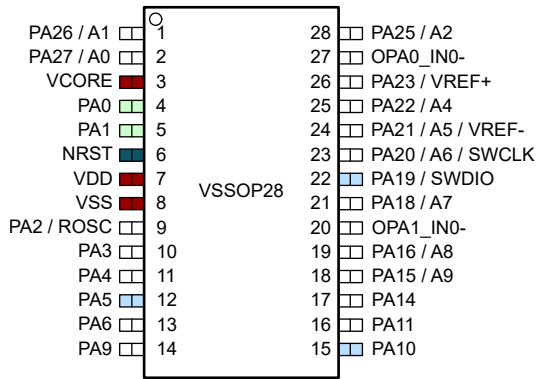 PA26 / A1 1 28 PA25 / A2
PA27 / A0 2 27 OPA0_IN0-
VCORE 3 26 PA23 / VREF+
PA0 4 25 PA22 / A4
PA1 5 24 PA21 / A5 / VREF-
NRST 6 23 PA20 / A6 / SWCLK
VDD 7 22 PA19 / SWDIO
VSSOP28
VSS 8 21 PA18 / A7
PA2 / ROSC 9 20 OPA1_IN0-
PA3 10 19 PA16 / A8
PA4 11 18 PA15 / A9
PA5 12 17 PA14
PA6 13 16 PA11
PA9 14 15 PA10